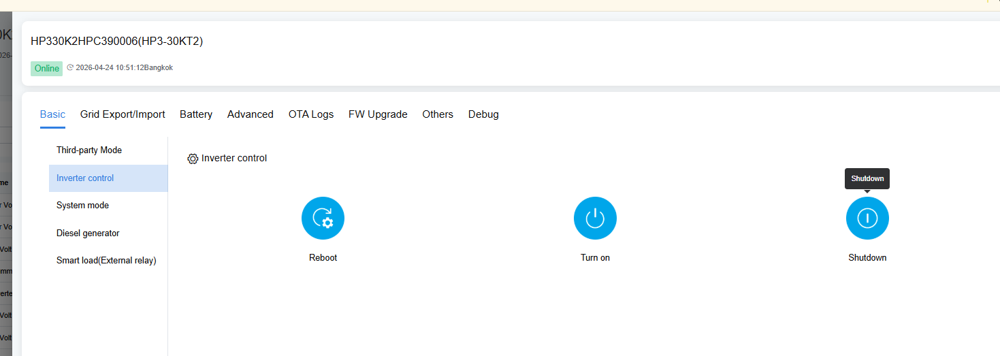 HP330K2HPC390006(HP3-30KT2)
Online 2026-04-24 10:51:12Bangkok
Basic Grid Export/Import Battery Advanced OTA Logs FW Upgrade Others Debug
Third-party Mode
Inverter control
System mode
Diesel generator
Smart load(External relay)
Inverter control
Shutdown
Reboot Turn on Shutdown